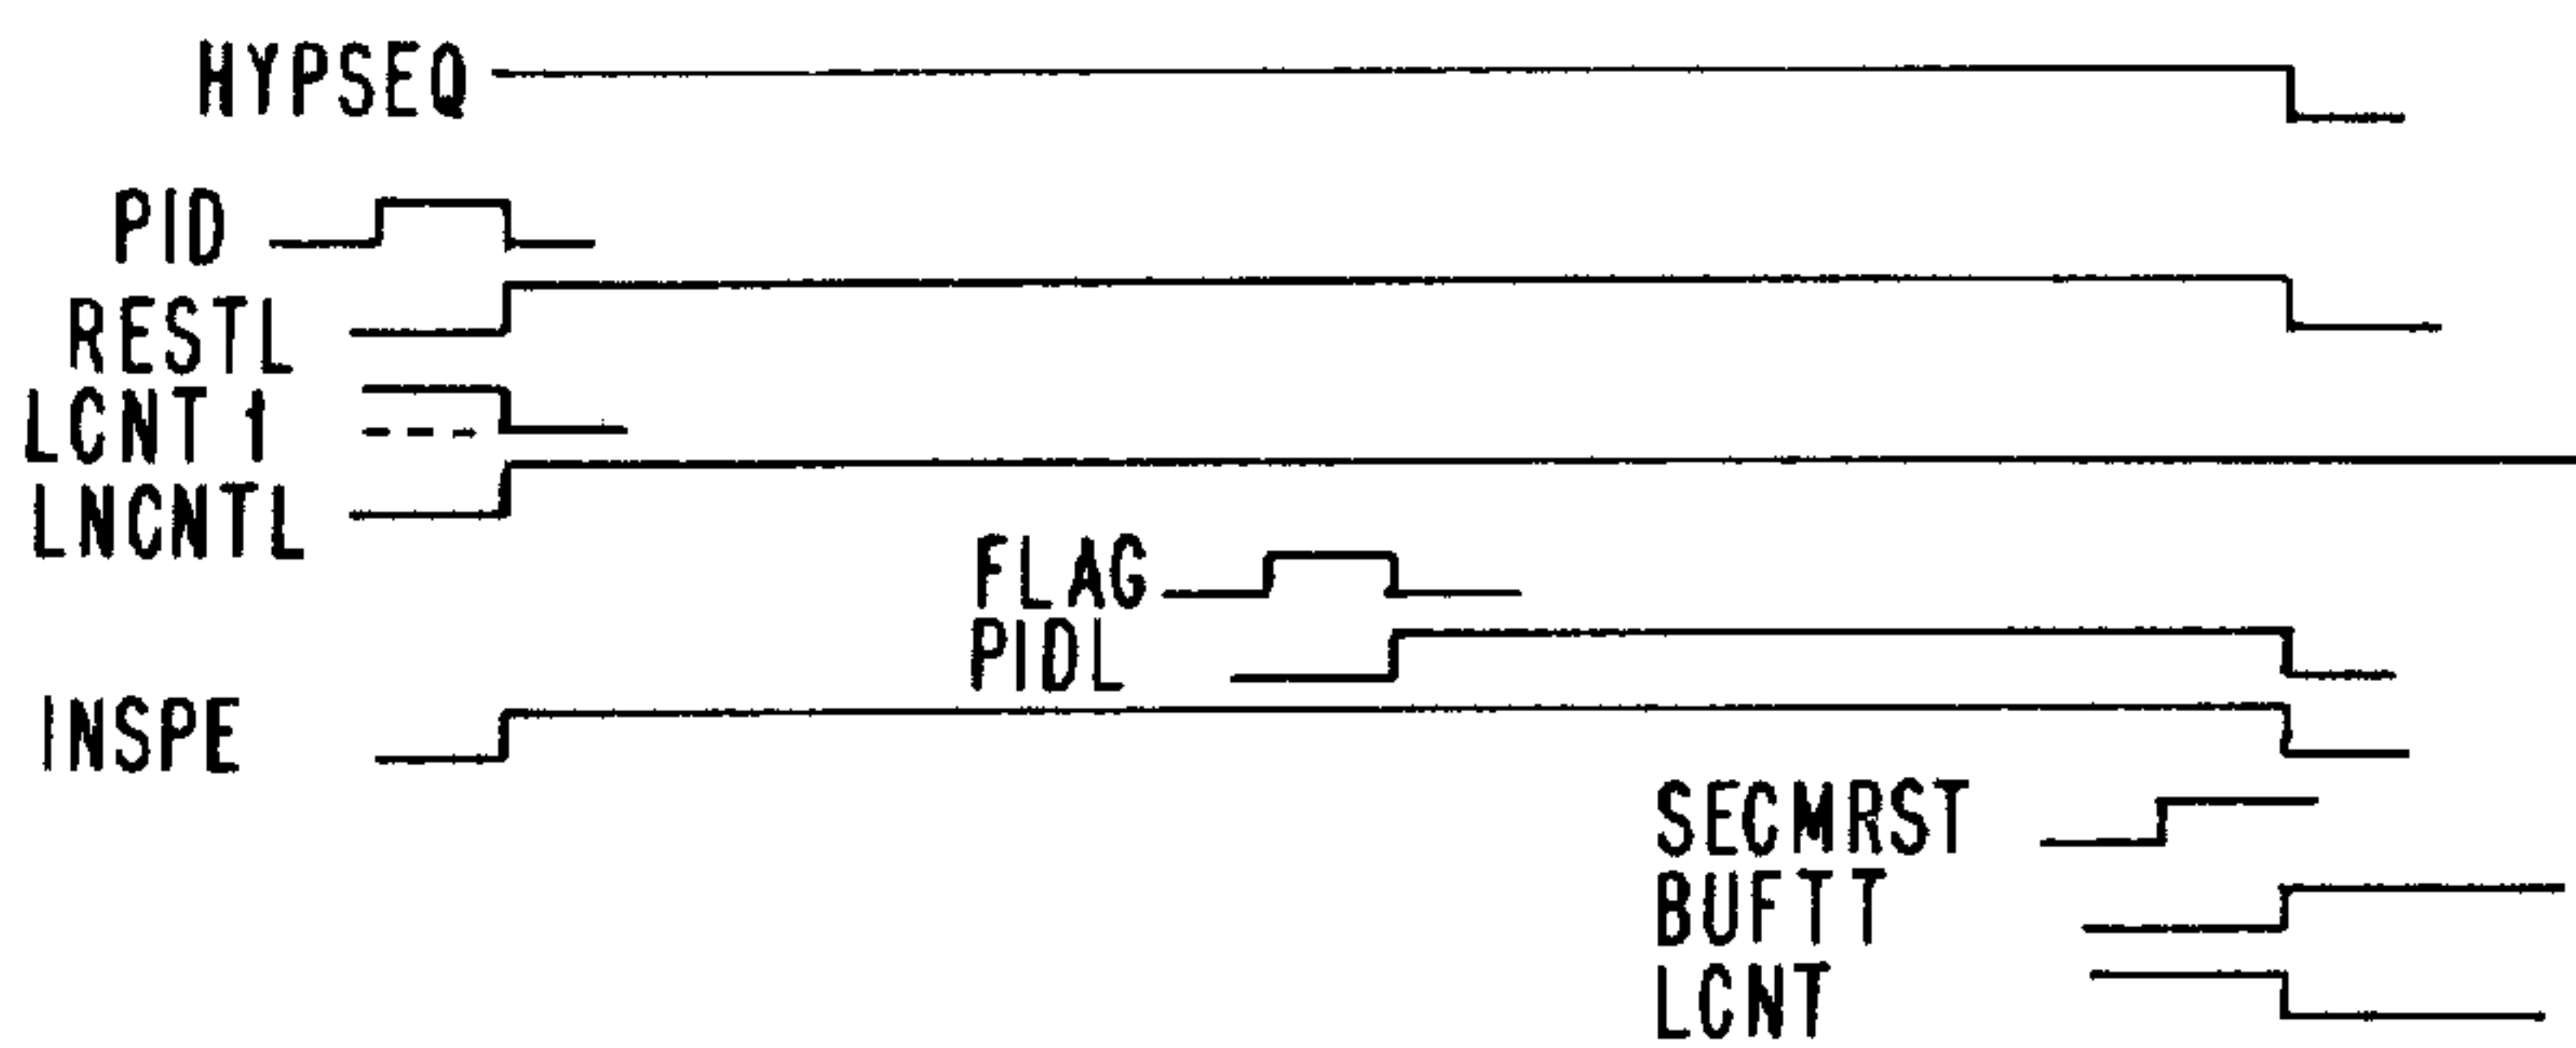 HYPSEQ
PID
RESTL
LCNT 1
LNCNTL
FLAG
PIDL
INSPE
SECMRST
BUFTT
LCNT